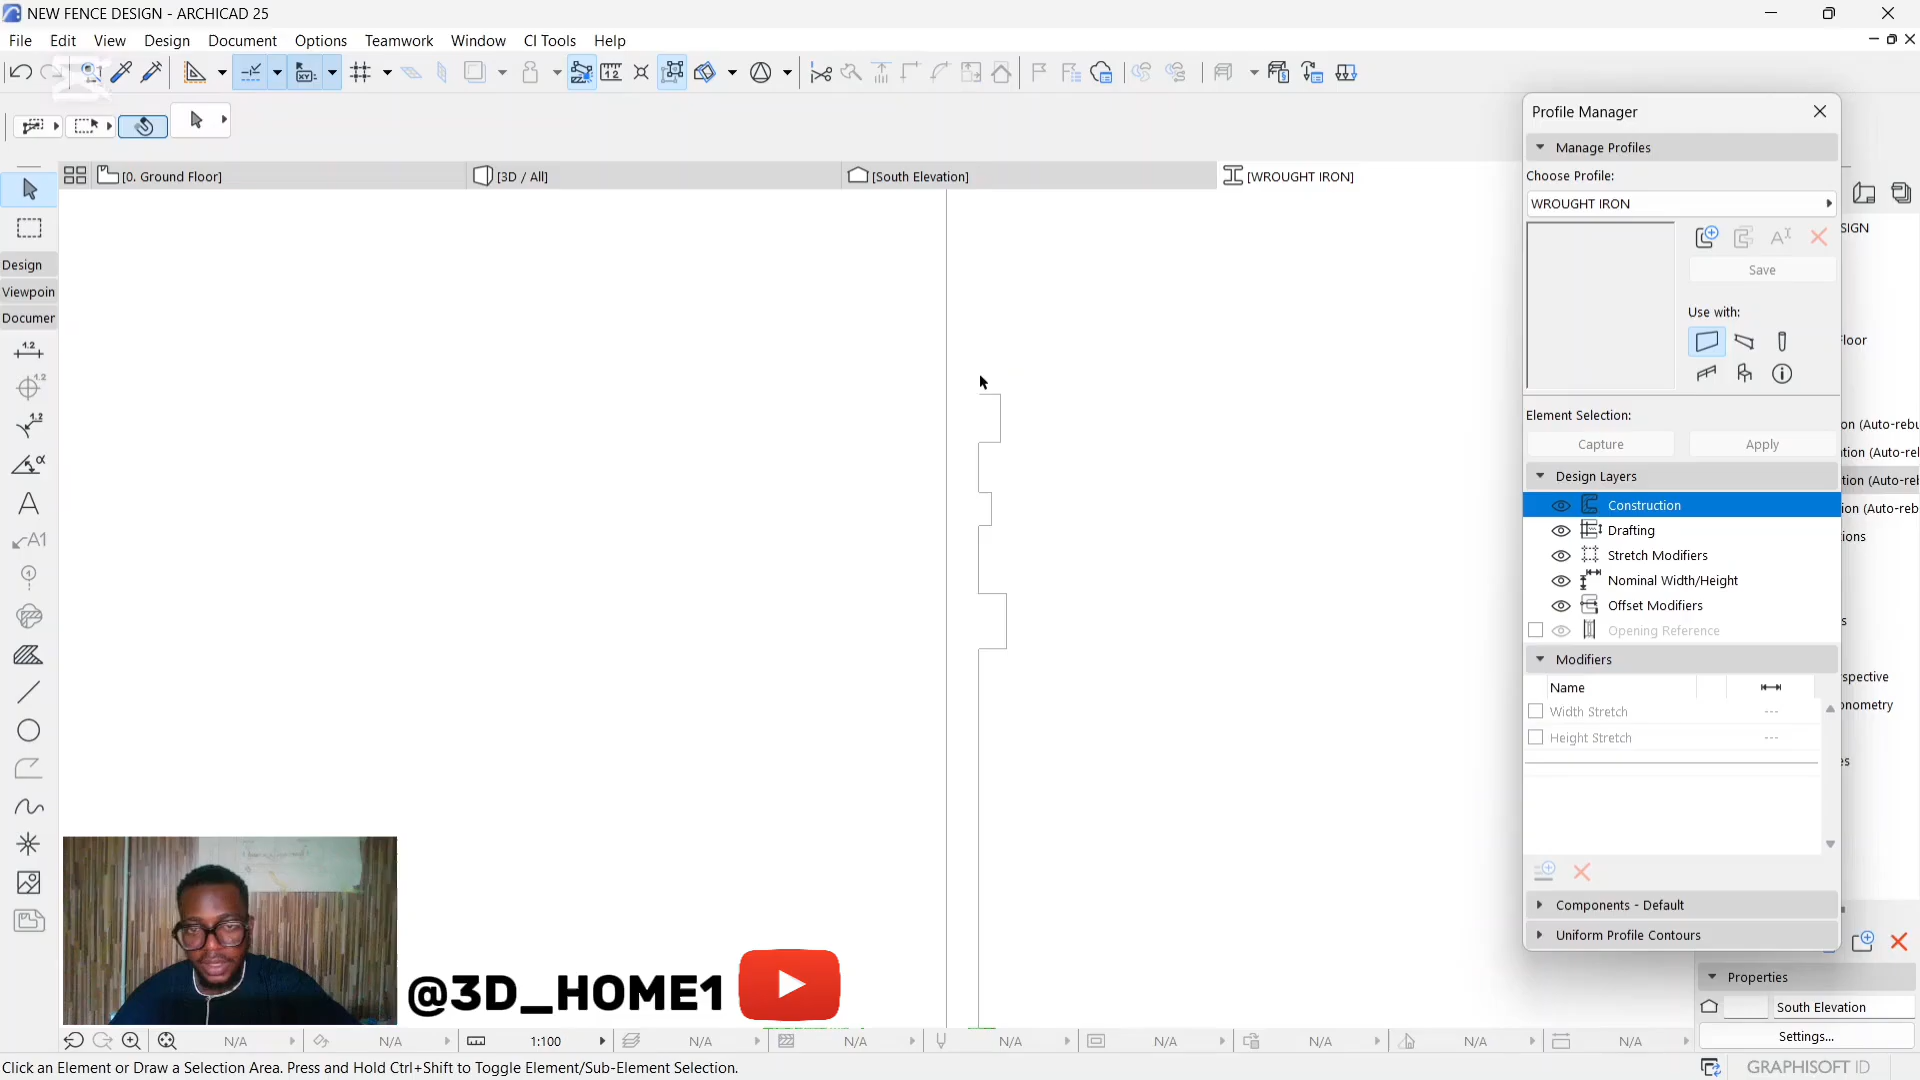 NEW FENCE DESIGN - ARCHICAD 25
File Edit View Design Document Options Teamwork Window CI Tools Help
[0. Ground Floor]
[3D / All]
[South Elevation]
[WROUGHT IRON]
Design
Viewpoin
Documen
Profile Manager
Manage Profiles
Choose Profile:
WROUGHT IRON
Save
Use with:
Element Selection:
Capture
Apply
Design Layers
Construction
Drafting
Stretch Modifiers
Nominal Width/Height
Offset Modifiers
Opening Reference
Modifiers
Name
Width Stretch ---
Height Stretch ---
Components - Default
Uniform Profile Contours
Properties
South Elevation
Settings...
@3D_HOME1
N/A N/A 1:100 N/A N/A N/A N/A N/A N/A N/A
Click an Element or Draw a Selection Area. Press and Hold Ctrl+Shift to Toggle Element/Sub-Element Selection.
GRAPHISOFT ID